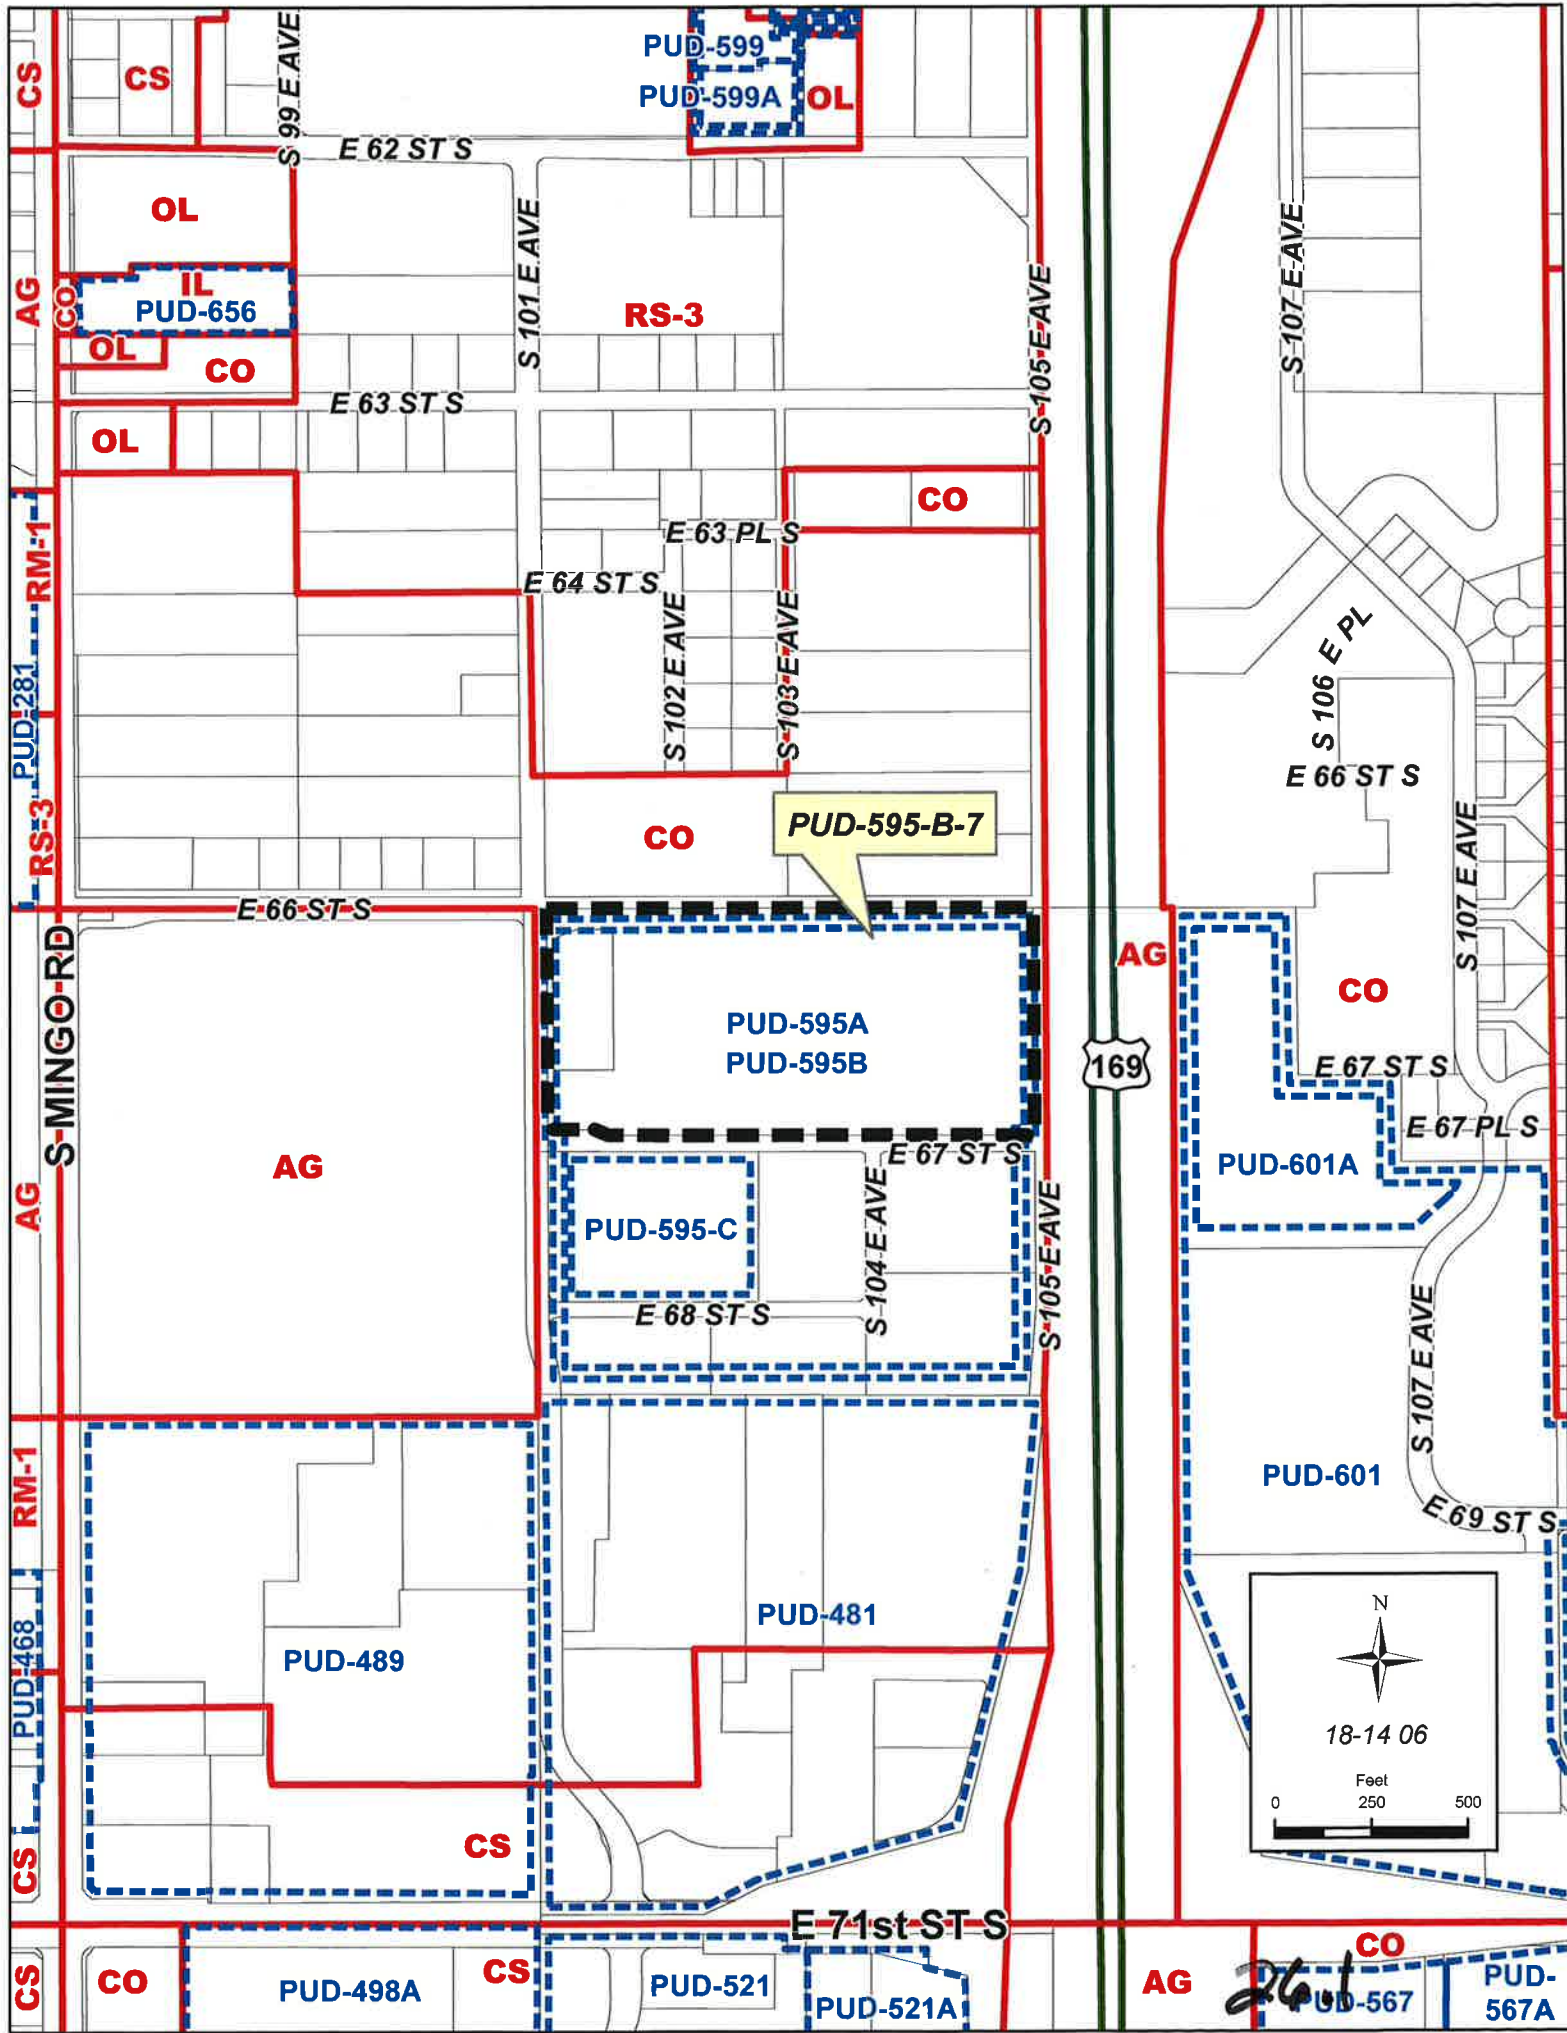 PUD-599
S 99 E AVE
CS
CS
PUD-599A
OL
E 62 ST S
OL
S 101 E AVE
S 107 E AVE
AG
CO
IL
PUD-656
RS-3
S 105 E AVE
OL
CO
E 63 ST S
OL
CO
RM-1
E 63 PL S
E 64 ST S
S 102 E AVE
S 103 E AVE
S 106 E PL
PUD-281
E 66 ST S
RS-3
CO
PUD-595-B-7
S 107 E AVE
E 66 ST S
S MINGO RD
AG
CO
PUD-595A
PUD-595B
169
E 67 ST S
E 67 PL S
AG
E 67 ST S
PUD-601A
AG
PUD-595-C
S 104 E AVE
S 105 E AVE
E 68 ST S
S 107 E AVE
RM-1
PUD-601
E 69 ST S
PUD-468
PUD-481
PUD-489
N
18-14 06
Feet
0 250 500
CS
CS
E 71st ST S
CO
CS
CO
PUD-498A
CS
PUD-521
PUD-521A
AG
26.6
PUD-567
PUD-
567A